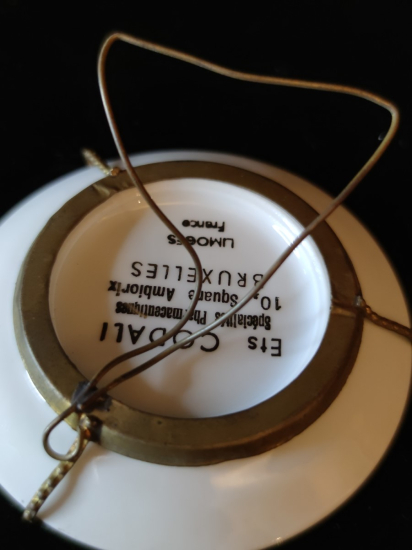 Ets CODALI
Spécialités Pharmaceutiques
10, Square Ambiorix
BRUXELLES
LIMOGES
France